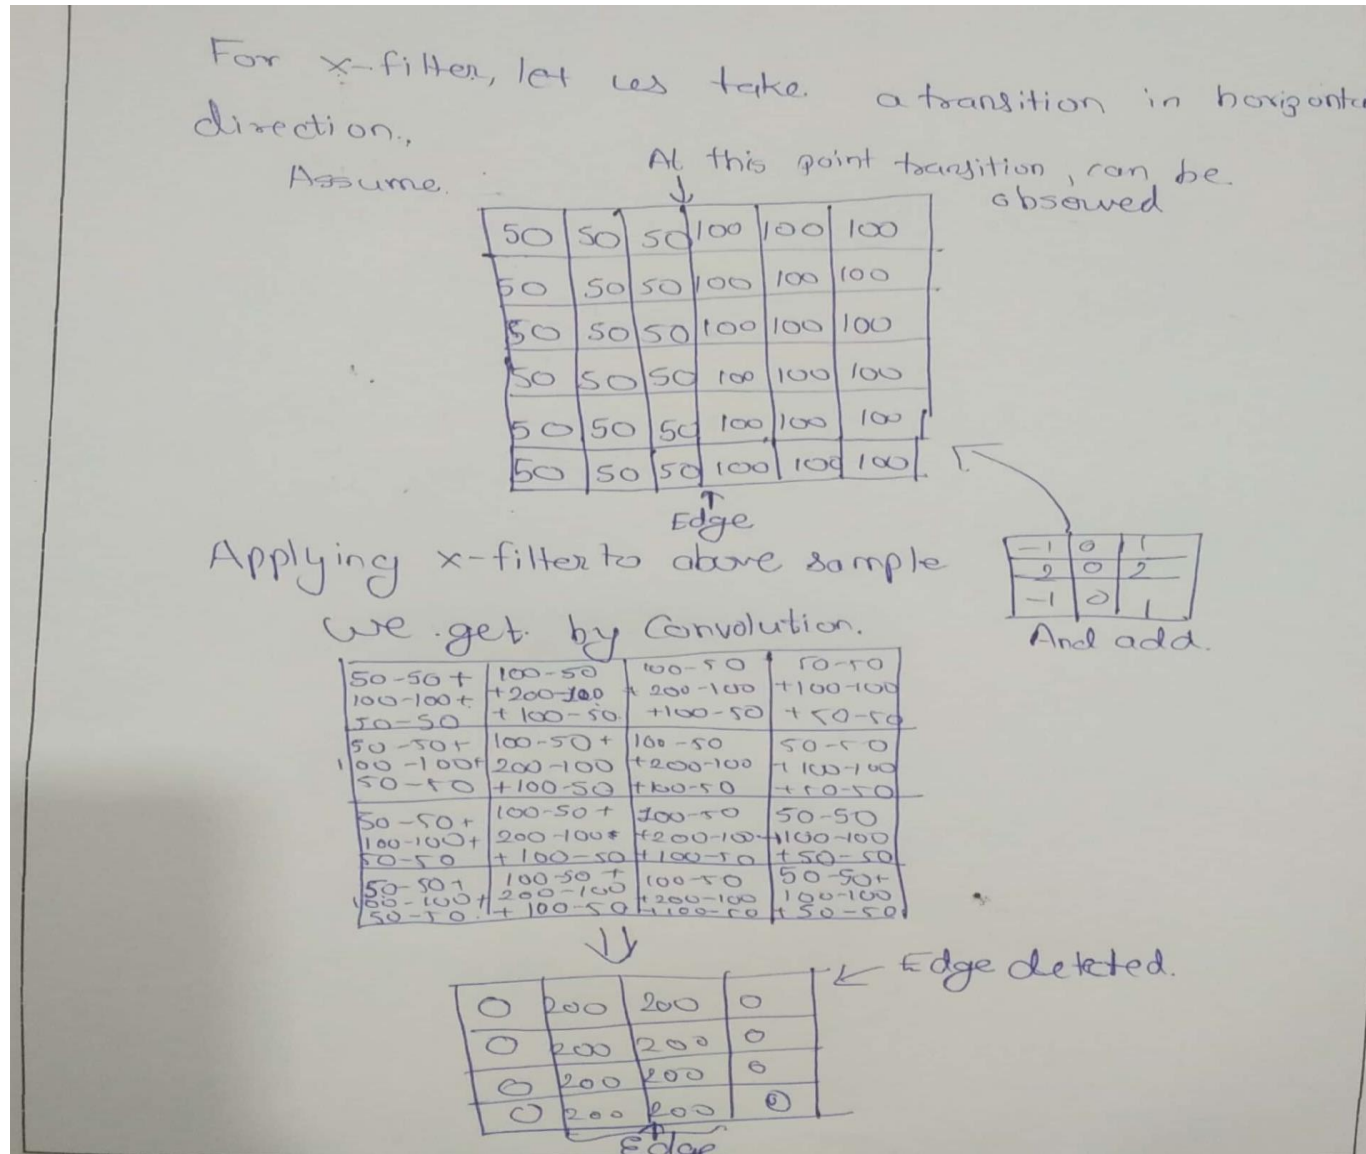 For x-filter, let us take a transition in horizonta
direction.,
Assume.
At this point transition, can be
observed
50 50 50 100 100 100
50 50 50 100 100 100
50 50 50 100 100 100
50 50 50 100 100 100
50 50 50 100 100 100
50 50 50 100 100 100
Edge
Applying x-filter to above sample
-1 0 1
2 0 2
-1 0 1
And add.
we get by Convolution.
50-50+ 100-50 100-50 50-50
100-100+ +200-100 + 200-100 +100-100
50-50 + 100-50 +100-50 + 50-50
50-50+ 100-50+ 100-50 50-50
100-100+ 200-100 +200-100 + 100-100
50-50 +100-50 +100-50 +50-50
50-50+ 100-50+ 100-50 50-50
100-100+ 200-100+ +200-100 +100-100
50-50 +100-50 +100-50 +50-50
50-50+ 100-50+ 100-50 50-50+
100-100+ 200-100 +200-100 100-100
50-50 + 100-50 +100-50 +50-50
Edge detcted.
0 200 200 0
0 200 200 0
0 200 200 0
0 200 200 0
Edge